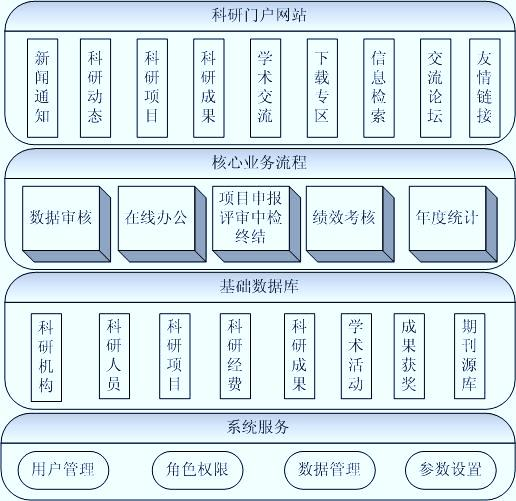 科研门户网站
新闻通知
科研动态
科研项目
科研成果
学术交流
下载专区
信息检索
交流论坛
友情链接
核心业务流程
数据审核
在线办公
项目申报
评审中检
终结
绩效考核
年度统计
基础数据库
科研机构
科研人员
科研项目
科研经费
科研成果
学术活动
成果获奖
期刊源库
系统服务
用户管理
角色权限
数据管理
参数设置